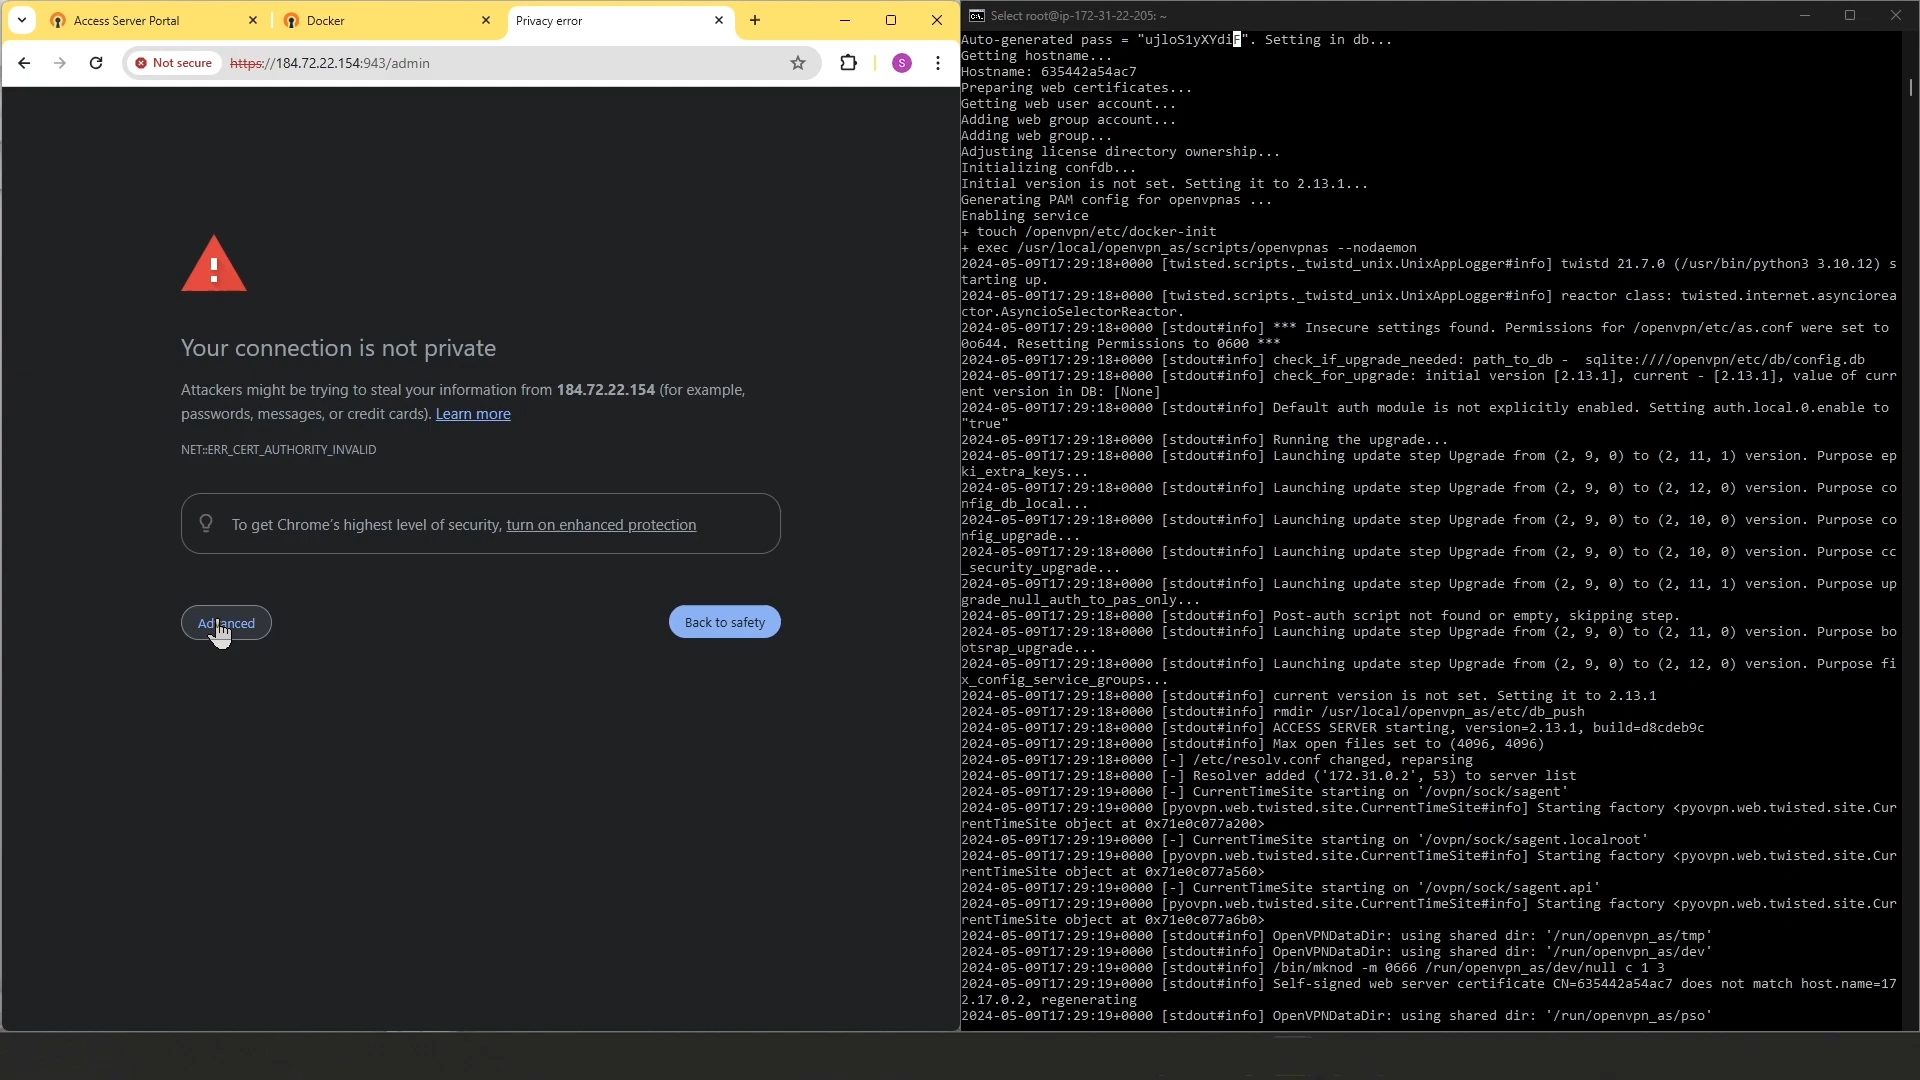 Access Server Portal
Docker
Privacy error
Not secure
https://184.72.22.154:943/admin
S
Your connection is not private
Attackers might be trying to steal your information from 184.72.22.154 (for example,
passwords, messages, or credit cards). Learn more
NET::ERR_CERT_AUTHORITY_INVALID
To get Chrome's highest level of security, turn on enhanced protection
Advanced
Back to safety
Select root@ip-172-31-22-205: ~
Auto-generated pass = "ujloS1yXYdiF". Setting in db...
Getting hostname...
Hostname: 635442a54ac7
Preparing web certificates...
Getting web user account...
Adding web group account...
Adding web group...
Adjusting license directory ownership...
Initializing confdb...
Initial version is not set. Setting it to 2.13.1...
Generating PAM config for openvpnas ...
Enabling service
+ touch /openvpn/etc/docker-init
+ exec /usr/local/openvpn_as/scripts/openvpnas --nodaemon
2024-05-09T17:29:18+0000 [twisted.scripts._twistd_unix.UnixAppLogger#info] twistd 21.7.0 (/usr/bin/python3 3.10.12) s
tarting up.
2024-05-09T17:29:18+0000 [twisted.scripts._twistd_unix.UnixAppLogger#info] reactor class: twisted.internet.asynciorea
ctor.AsyncioSelectorReactor.
2024-05-09T17:29:18+0000 [stdout#info] *** Insecure settings found. Permissions for /openvpn/etc/as.conf were set to
0o644. Resetting Permissions to 0600 ***
2024-05-09T17:29:18+0000 [stdout#info] check_if_upgrade_needed: path_to_db -  sqlite:////openvpn/etc/db/config.db
2024-05-09T17:29:18+0000 [stdout#info] check_for_upgrade: initial version [2.13.1], current - [2.13.1], value of curr
ent version in DB: [None]
2024-05-09T17:29:18+0000 [stdout#info] Default auth module is not explicitly enabled. Setting auth.local.0.enable to
"true"
2024-05-09T17:29:18+0000 [stdout#info] Running the upgrade...
2024-05-09T17:29:18+0000 [stdout#info] Launching update step Upgrade from (2, 9, 0) to (2, 11, 1) version. Purpose ep
ki_extra_keys...
2024-05-09T17:29:18+0000 [stdout#info] Launching update step Upgrade from (2, 9, 0) to (2, 12, 0) version. Purpose co
nfig_db_local...
2024-05-09T17:29:18+0000 [stdout#info] Launching update step Upgrade from (2, 9, 0) to (2, 10, 0) version. Purpose co
nfig_upgrade...
2024-05-09T17:29:18+0000 [stdout#info] Launching update step Upgrade from (2, 9, 0) to (2, 10, 0) version. Purpose cc
_security_upgrade...
2024-05-09T17:29:18+0000 [stdout#info] Launching update step Upgrade from (2, 9, 0) to (2, 11, 1) version. Purpose up
grade_null_auth_to_pas_only...
2024-05-09T17:29:18+0000 [stdout#info] Post-auth script not found or empty, skipping step.
2024-05-09T17:29:18+0000 [stdout#info] Launching update step Upgrade from (2, 9, 0) to (2, 11, 0) version. Purpose bo
otsrap_upgrade...
2024-05-09T17:29:18+0000 [stdout#info] Launching update step Upgrade from (2, 9, 0) to (2, 12, 0) version. Purpose fi
x_config_service_groups...
2024-05-09T17:29:18+0000 [stdout#info] current version is not set. Setting it to 2.13.1
2024-05-09T17:29:18+0000 [stdout#info] rmdir /usr/local/openvpn_as/etc/db_push
2024-05-09T17:29:18+0000 [stdout#info] ACCESS SERVER starting, version=2.13.1, build=d8cdeb9c
2024-05-09T17:29:18+0000 [stdout#info] Max open files set to (4096, 4096)
2024-05-09T17:29:18+0000 [-] /etc/resolv.conf changed, reparsing
2024-05-09T17:29:18+0000 [-] Resolver added ('172.31.0.2', 53) to server list
2024-05-09T17:29:19+0000 [-] CurrentTimeSite starting on '/ovpn/sock/sagent'
2024-05-09T17:29:19+0000 [pyovpn.web.twisted.site.CurrentTimeSite#info] Starting factory <pyovpn.web.twisted.site.Cur
rentTimeSite object at 0x71e0c077a200>
2024-05-09T17:29:19+0000 [-] CurrentTimeSite starting on '/ovpn/sock/sagent.localroot'
2024-05-09T17:29:19+0000 [pyovpn.web.twisted.site.CurrentTimeSite#info] Starting factory <pyovpn.web.twisted.site.Cur
rentTimeSite object at 0x71e0c077a560>
2024-05-09T17:29:19+0000 [-] CurrentTimeSite starting on '/ovpn/sock/sagent.api'
2024-05-09T17:29:19+0000 [pyovpn.web.twisted.site.CurrentTimeSite#info] Starting factory <pyovpn.web.twisted.site.Cur
rentTimeSite object at 0x71e0c077a6b0>
2024-05-09T17:29:19+0000 [stdout#info] OpenVPNDataDir: using shared dir: '/run/openvpn_as/tmp'
2024-05-09T17:29:19+0000 [stdout#info] OpenVPNDataDir: using shared dir: '/run/openvpn_as/dev'
2024-05-09T17:29:19+0000 [stdout#info] /bin/mknod -m 0666 /run/openvpn_as/dev/null c 1 3
2024-05-09T17:29:19+0000 [stdout#info] Self-signed web server certificate CN=635442a54ac7 does not match host.name=17
2.17.0.2, regenerating
2024-05-09T17:29:19+0000 [stdout#info] OpenVPNDataDir: using shared dir: '/run/openvpn_as/pso'